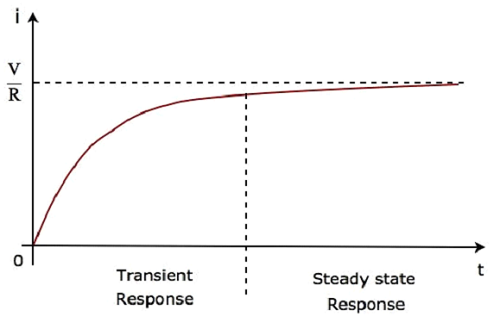 i
V
R
0
t
Transient
Response
Steady state
Response